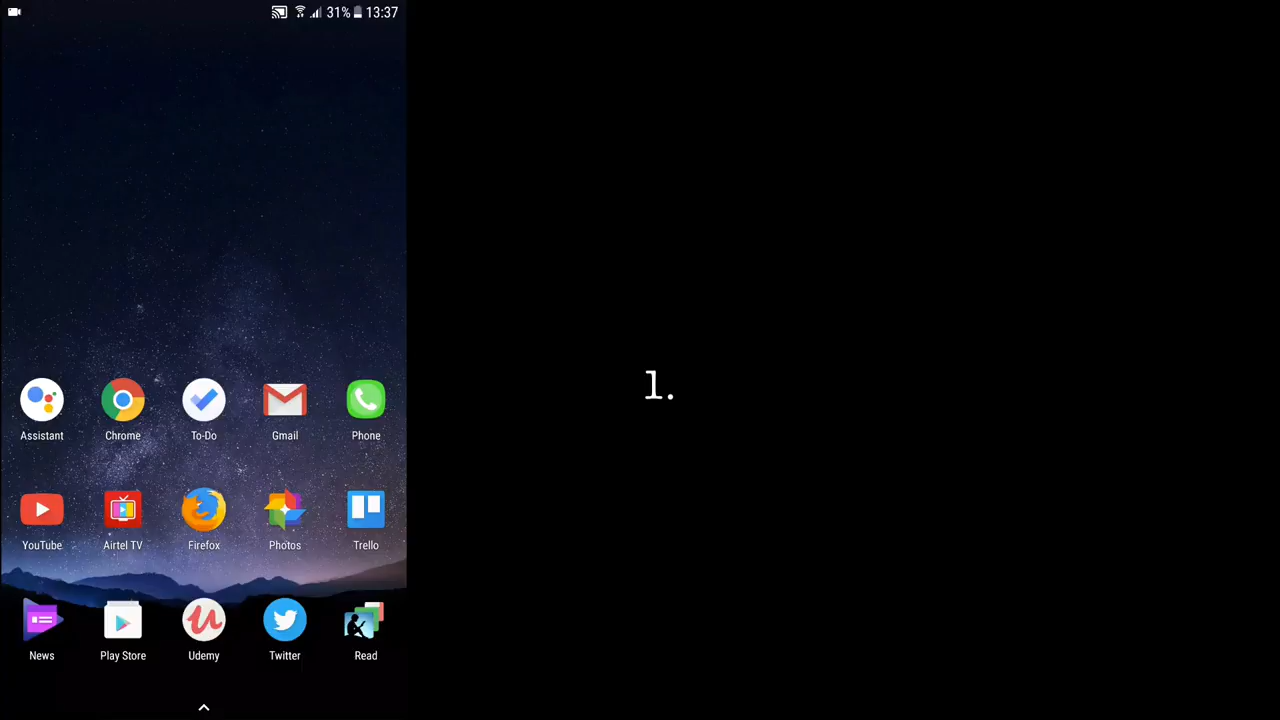 31% 13:37
1.
Assistant Chrome To-Do Gmail Phone
YouTube Airtel TV Firefox Photos Trello
News Play Store Udemy Twitter Read